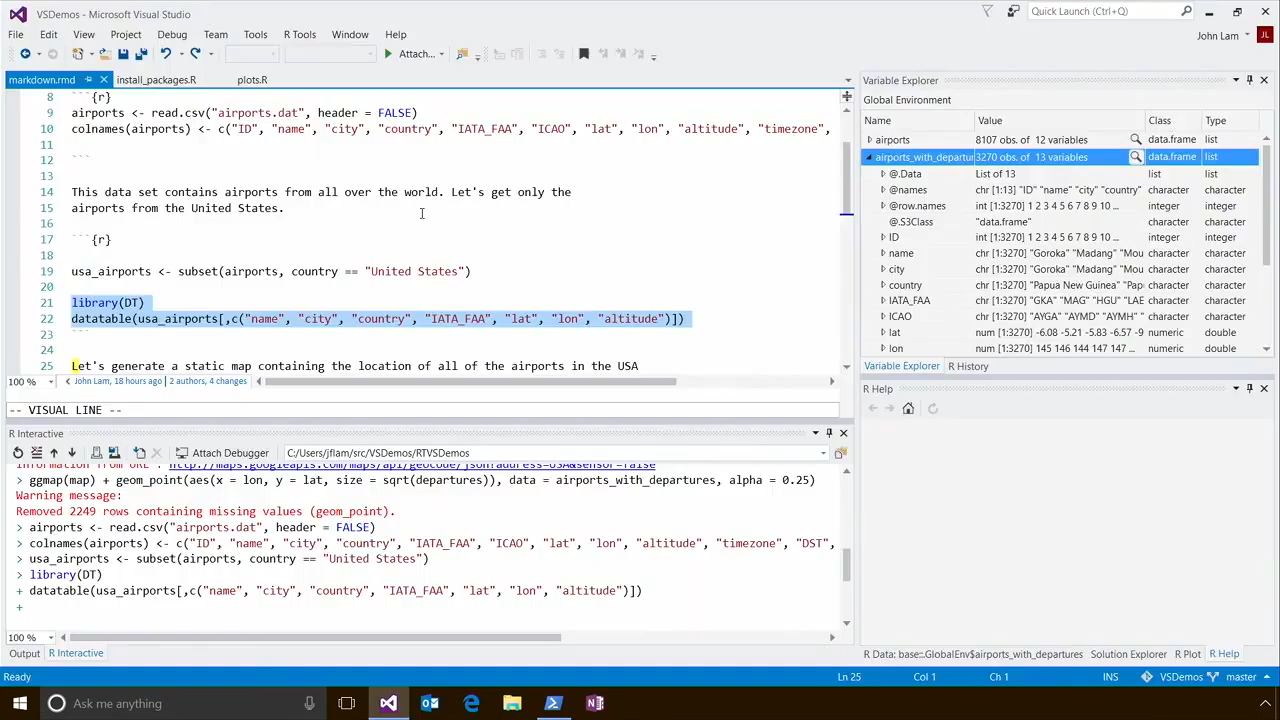 VSDemos - Microsoft Visual Studio
Quick Launch (Ctrl+Q)
File Edit View Project Debug Team Tools R Tools Window Help
John Lam
JL
Attach...
markdown.rmd install_packages.R plots.R
8 ```{r}
9 airports <- read.csv("airports.dat", header = FALSE)
10 colnames(airports) <- c("ID", "name", "city", "country", "IATA_FAA", "ICAO", "lat", "lon", "altitude", "timezone",
11
12 ```
13
14 This data set contains airports from all over the world. Let's get only the
15 airports from the United States.
16
17 ```{r}
18
19 usa_airports <- subset(airports, country == "United States")
20
21 library(DT)
22 datatable(usa_airports[,c("name", "city", "country", "IATA_FAA", "lat", "lon", "altitude")])
23 ```
24
25 Let's generate a static map containing the location of all of the airports in the USA
100 % John Lam, 18 hours ago | 2 authors, 4 changes
-- VISUAL LINE --
R Interactive
Attach Debugger C:/Users/jflam/src/VSDemos/RTVSDemos
Information from URL : http://maps.googleapis.com/maps/api/geocode/json?address=USA&sensor=false
> ggmap(map) + geom_point(aes(x = lon, y = lat, size = sqrt(departures)), data = airports_with_departures, alpha = 0.25)
Warning message:
Removed 2249 rows containing missing values (geom_point).
> airports <- read.csv("airports.dat", header = FALSE)
> colnames(airports) <- c("ID", "name", "city", "country", "IATA_FAA", "ICAO", "lat", "lon", "altitude", "timezone", "DST",
> usa_airports <- subset(airports, country == "United States")
> library(DT)
+ datatable(usa_airports[,c("name", "city", "country", "IATA_FAA", "lat", "lon", "altitude")])
+
100 %
Output R Interactive
Variable Explorer
Global Environment
Name Value Class Type
airports 8107 obs. of 12 variables data.frame list
airports_with_departur 3270 obs. of 13 variables data.frame list
@.Data List of 13 list list
@names chr [1:13] "ID" "name" "city" "country" character character
@row.names int [1:3270] 1 2 3 4 5 6 7 8 9 10 ... integer integer
@.S3Class "data.frame" character character
ID int [1:3270] 1 2 3 4 5 6 7 8 9 10 ... integer integer
name chr [1:3270] "Goroka" "Madang" "Mou character character
city chr [1:3270] "Goroka" "Madang" "Mou character character
country chr [1:3270] "Papua New Guinea" "Pap character character
IATA_FAA chr [1:3270] "GKA" "MAG" "HGU" "LAE character character
ICAO chr [1:3270] "AYGA" "AYMD" "AYMH" character character
lat num [1:3270] -6.08 -5.21 -5.83 -6.57 -9 numeric double
lon num [1:3270] 145 146 144 147 147 ... numeric double
Variable Explorer R History
R Help
R Data: base::.GlobalEnv$airports_with_departures Solution Explorer R Plot R Help
Ready Ln 25 Col 1 Ch 1 INS VSDemos master
Ask me anything